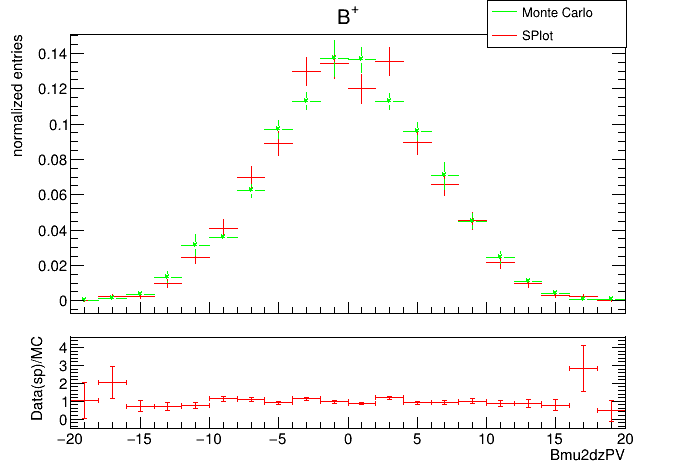 B+
Monte Carlo
SPlot
normalized entries
0.14
0.12
0.1
0.08
0.06
0.04
0.02
0
Data(sp)/MC
4
3
2
1
0
−20 −15 −10 −5 0 5 10 15 20
Bmu2dzPV